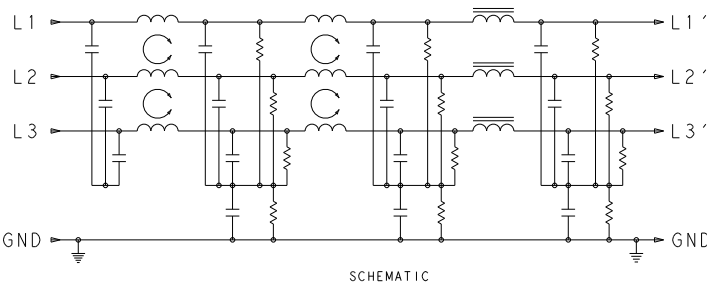 L1 L1'
L2 L2'
L3 L3'
GND GND
SCHEMATIC